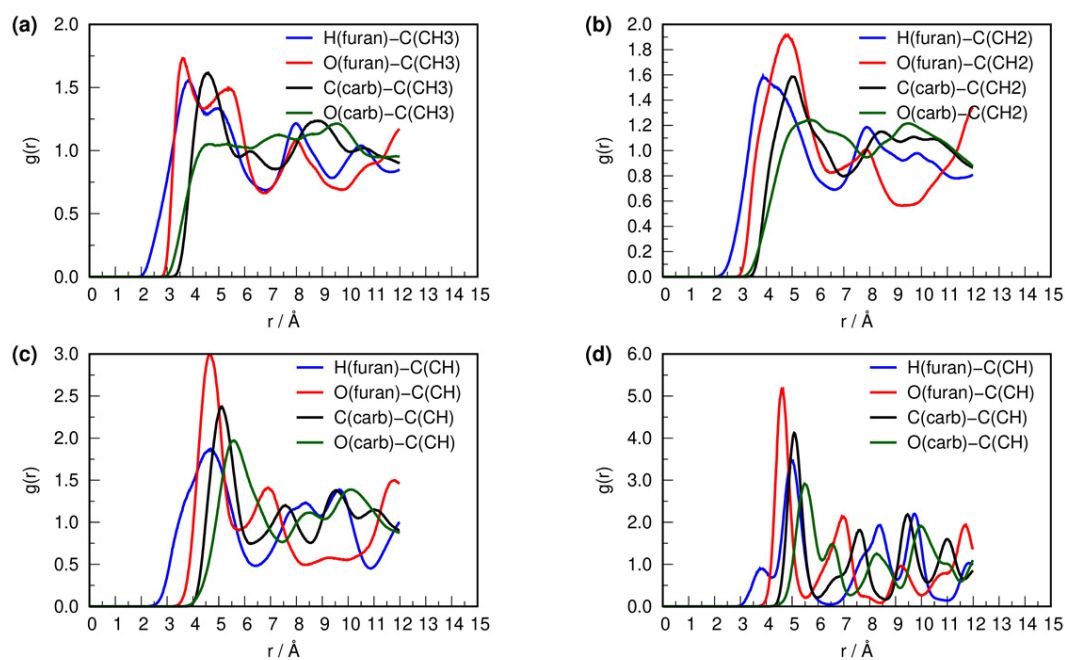 (a)
H(furan)−C(CH3)
O(furan)−C(CH3)
C(carb)−C(CH3)
O(carb)−C(CH3)
g(r)
2.0
1.5
1.0
0.5
0.0
0 1 2 3 4 5 6 7 8 9 10 11 12 13 14 15
r / Å
(b)
H(furan)−C(CH2)
O(furan)−C(CH2)
C(carb)−C(CH2)
O(carb)−C(CH2)
g(r)
2.0
1.8
1.6
1.4
1.2
1.0
0.8
0.6
0.4
0.2
0.0
0 1 2 3 4 5 6 7 8 9 10 11 12 13 14 15
r / Å
(c)
H(furan)−C(CH)
O(furan)−C(CH)
C(carb)−C(CH)
O(carb)−C(CH)
g(r)
3.0
2.5
2.0
1.5
1.0
0.5
0.0
0 1 2 3 4 5 6 7 8 9 10 11 12 13 14 15
r / Å
(d)
H(furan)−C(CH)
O(furan)−C(CH)
C(carb)−C(CH)
O(carb)−C(CH)
g(r)
6.0
5.0
4.0
3.0
2.0
1.0
0.0
0 1 2 3 4 5 6 7 8 9 10 11 12 13 14 15
r / Å